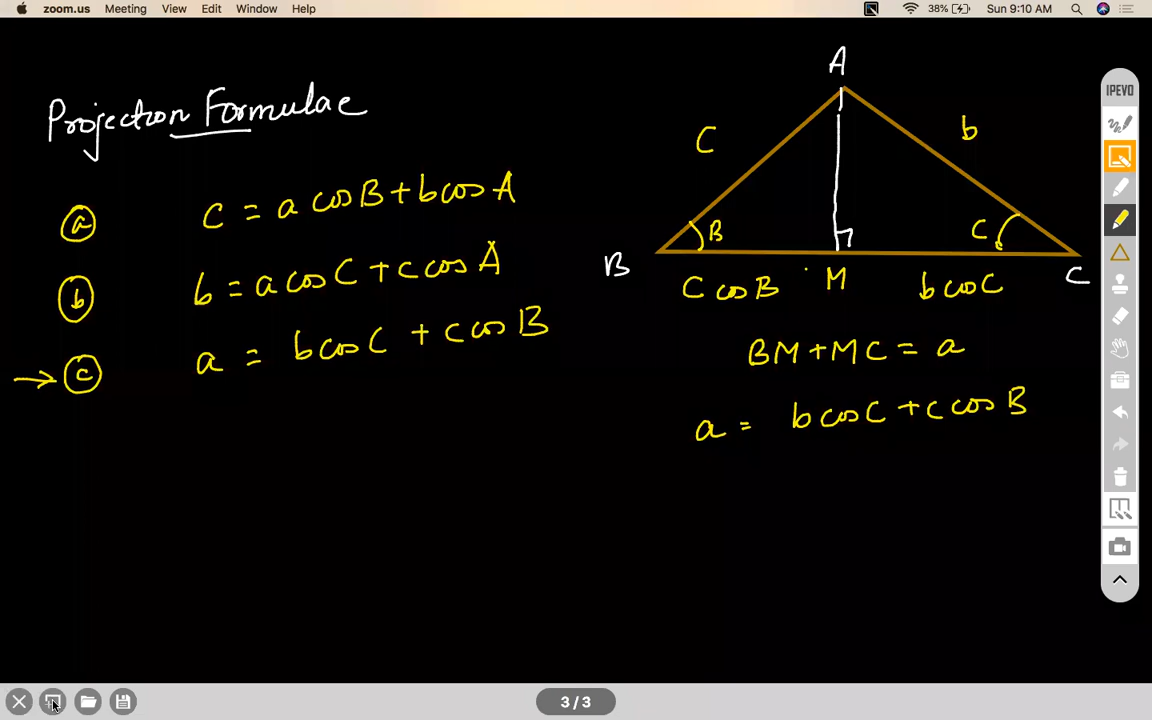 zoom.us Meeting View Edit Window Help 38% Sun 9:10 AM
Projection Formulae
a c = a cos B + b cos A
b b = a cos C + c cos A
→ c a = b cos C + c cos B
A
C b
B C
B C
C cos B M b cos C
BM + MC = a
a = b cos C + c cos B
IPEVO
3/3